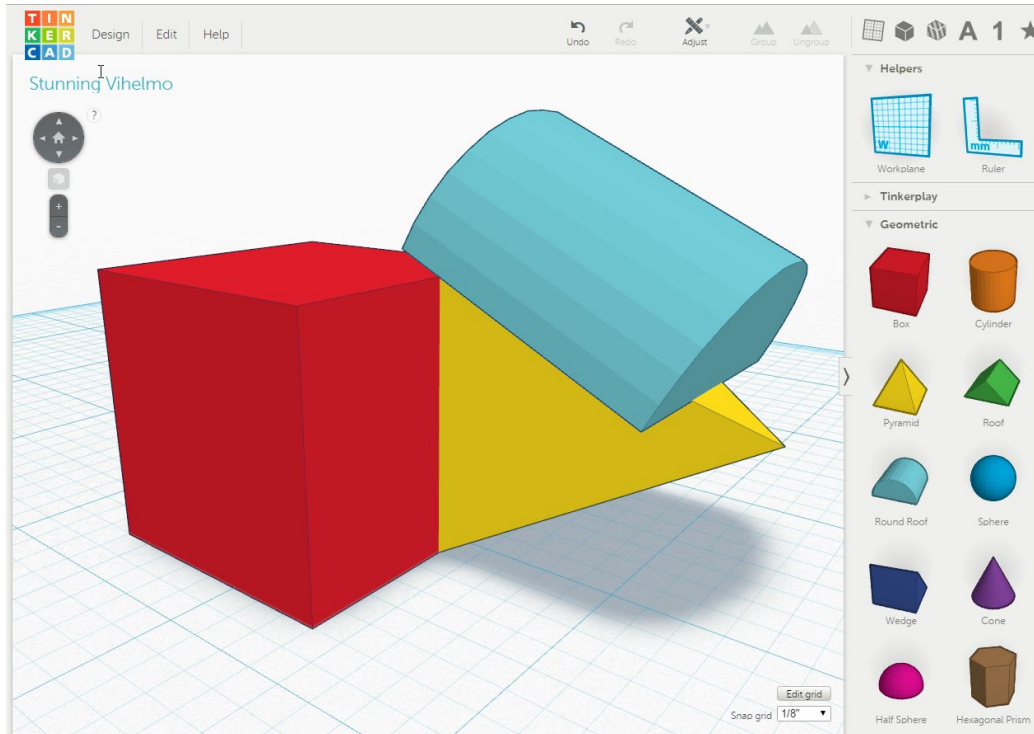 TIN
KER
CAD
Design Edit Help
Undo Redo Adjust Group Ungroup
A 1
Stunning Vihelmo
?
+
-
Helpers
W
mm
Workplane Ruler
Tinkerplay
Geometric
Box Cylinder
Pyramid Roof
Round Roof Sphere
Wedge Cone
Half Sphere Hexagonal Prism
Edit grid
Snap grid 1/8"